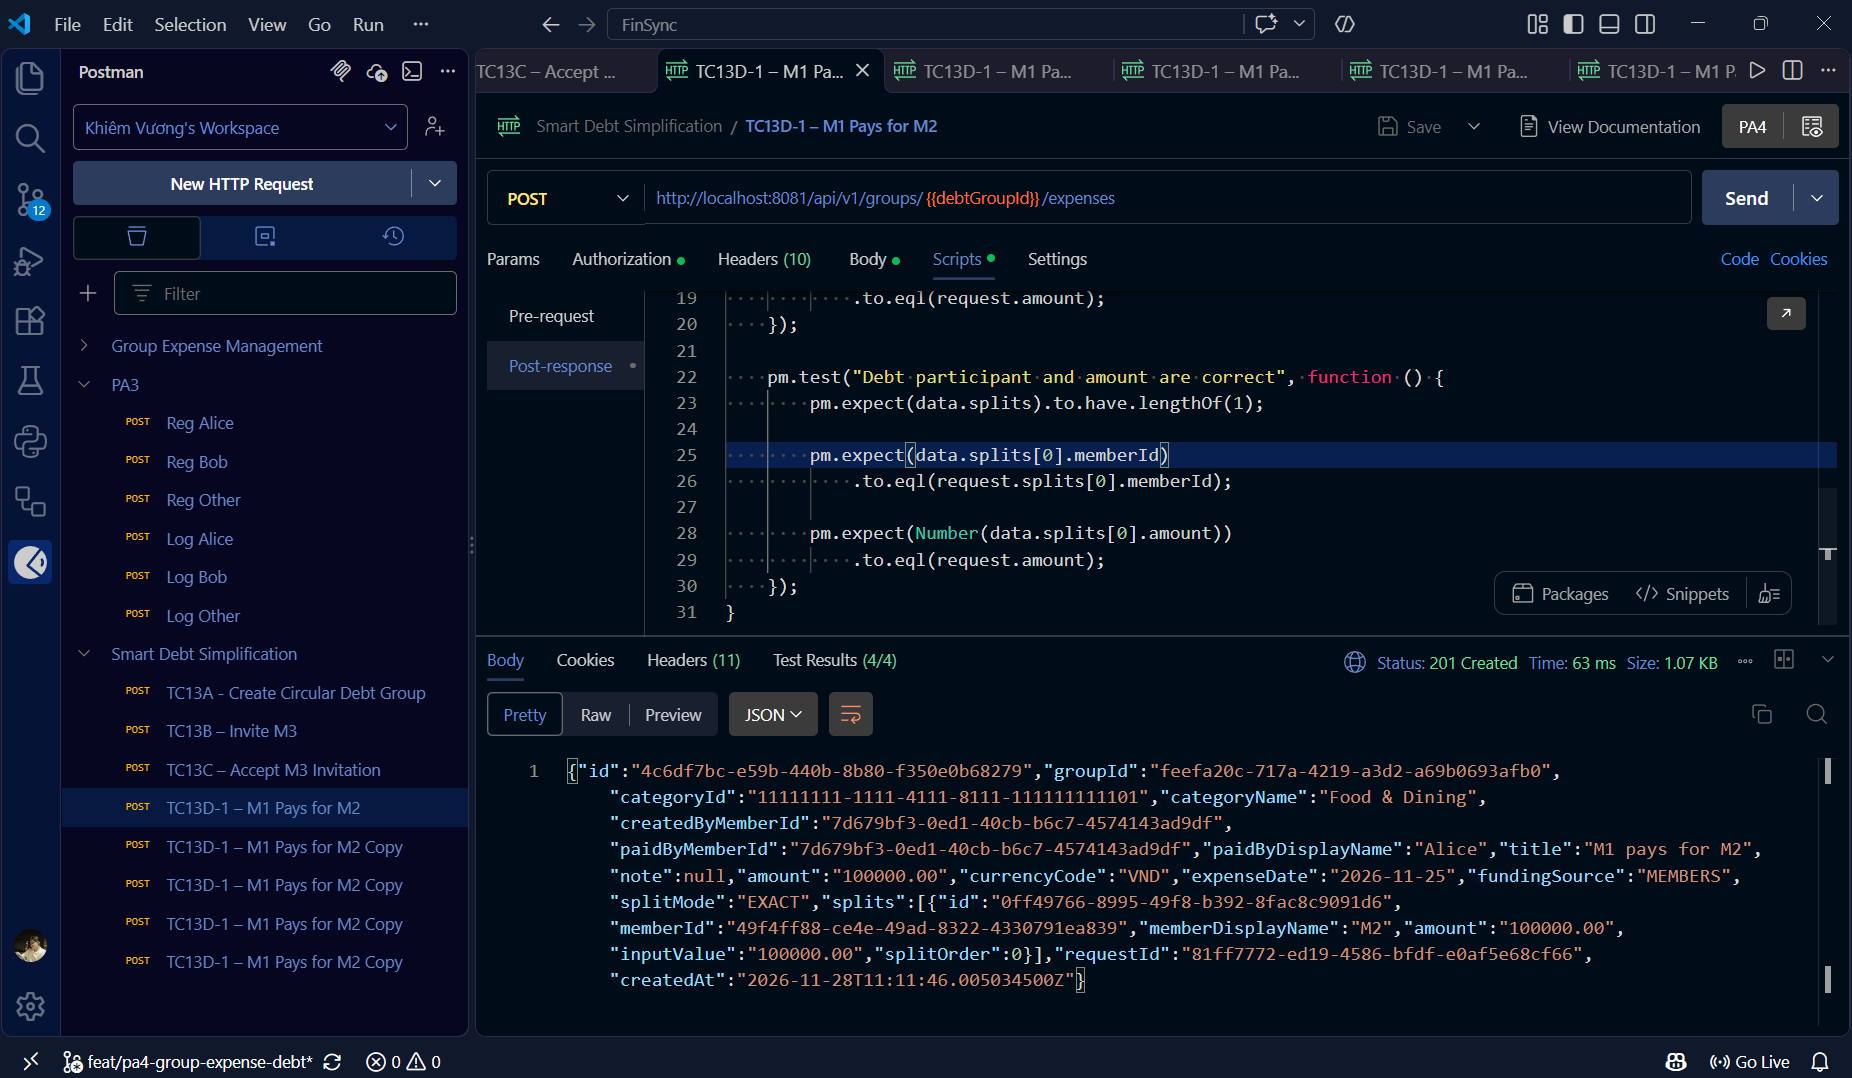 File Edit Selection View Go Run ···
FinSync
Postman
Khiêm Vương's Workspace
New HTTP Request
Filter
12
Group Expense Management
PA3
POST Reg Alice
POST Reg Bob
POST Reg Other
POST Log Alice
POST Log Bob
POST Log Other
Smart Debt Simplification
POST TC13A - Create Circular Debt Group
POST TC13B – Invite M3
POST TC13C – Accept M3 Invitation
POST TC13D-1 – M1 Pays for M2
POST TC13D-1 – M1 Pays for M2 Copy
POST TC13D-1 – M1 Pays for M2 Copy
POST TC13D-1 – M1 Pays for M2 Copy
POST TC13D-1 – M1 Pays for M2 Copy
TC13C – Accept ... HTTP TC13D-1 – M1 Pa... HTTP TC13D-1 – M1 Pa... HTTP TC13D-1 – M1 Pa... HTTP TC13D-1 – M1 Pa... HTTP TC13D-1 – M1 P
HTTP Smart Debt Simplification / TC13D-1 – M1 Pays for M2 Save View Documentation PA4
POST http://localhost:8081/api/v1/groups/{{debtGroupId}}/expenses Send
Params Authorization Headers (10) Body Scripts Settings Code Cookies
Pre-request
Post-response
19 .to.eql(request.amount);
20 });
21
22 pm.test("Debt participant and amount are correct", function () {
23 pm.expect(data.splits).to.have.lengthOf(1);
24
25 pm.expect(data.splits[0].memberId)
26 .to.eql(request.splits[0].memberId);
27
28 pm.expect(Number(data.splits[0].amount))
29 .to.eql(request.amount);
30 });
31 }
Packages </> Snippets
Body Cookies Headers (11) Test Results (4/4) Status: 201 Created Time: 63 ms Size: 1.07 KB
Pretty Raw Preview JSON
1 {"id":"4c6df7bc-e59b-440b-8b80-f350e0b68279","groupId":"feefa20c-717a-4219-a3d2-a69b0693afb0",
"categoryId":"11111111-1111-4111-8111-111111111101","categoryName":"Food & Dining",
"createdByMemberId":"7d679bf3-0ed1-40cb-b6c7-4574143ad9df",
"paidByMemberId":"7d679bf3-0ed1-40cb-b6c7-4574143ad9df","paidByDisplayName":"Alice","title":"M1 pays for M2",
"note":null,"amount":"100000.00","currencyCode":"VND","expenseDate":"2026-11-25","fundingSource":"MEMBERS",
"splitMode":"EXACT","splits":[{"id":"0ff49766-8995-49f8-b392-8fac8c9091d6",
"memberId":"49f4ff88-ce4e-49ad-8322-4330791ea839","memberDisplayName":"M2","amount":"100000.00",
"inputValue":"100000.00","splitOrder":0}],"requestId":"81ff7772-ed19-4586-bfdf-e0af5e68cf66",
"createdAt":"2026-11-28T11:11:46.005034500Z"}
feat/pa4-group-expense-debt* 0 0 Go Live